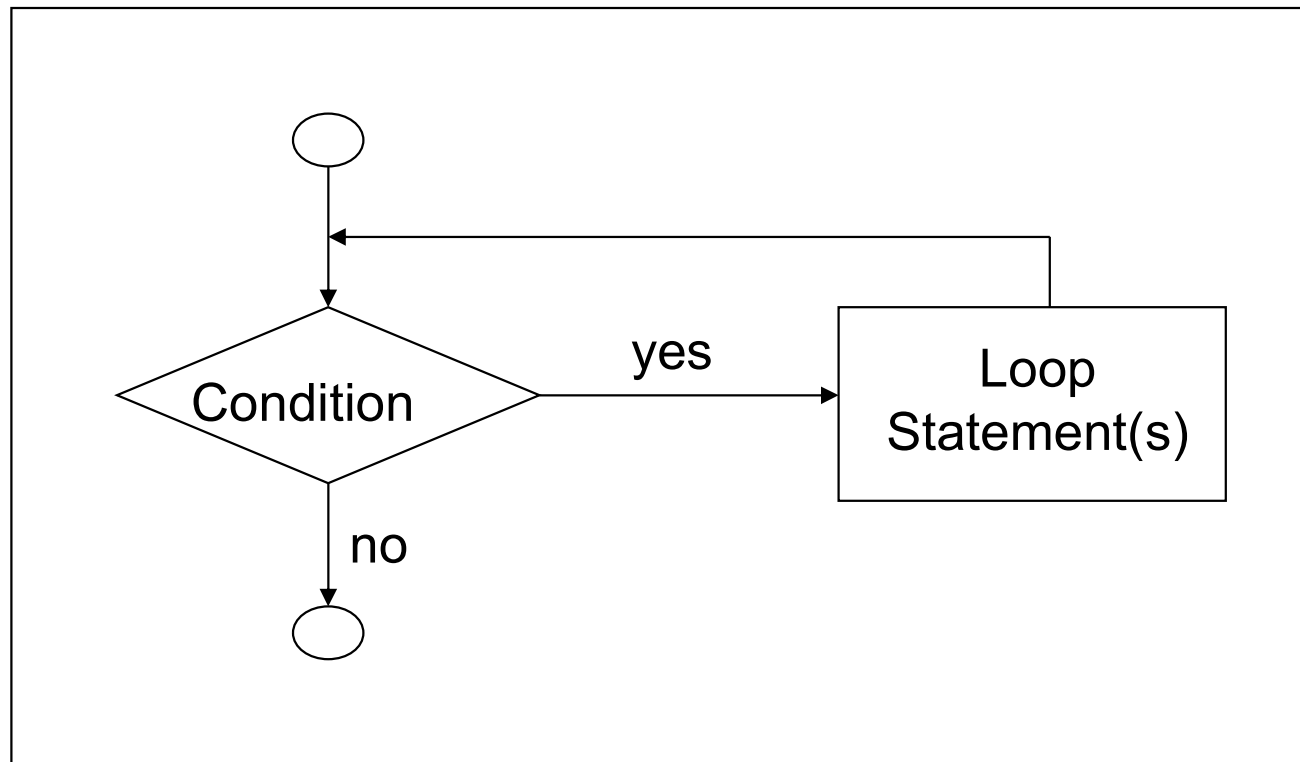 yes
Condition
Loop
Statement(s)
no